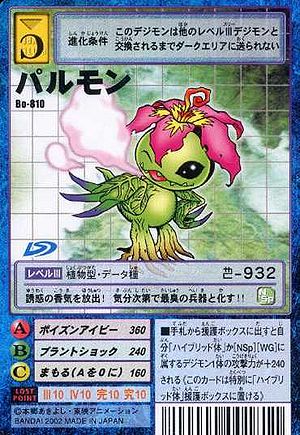 進化条件
このデジモンは他のレベルⅢデジモンと
交換されるまでダークエリアに送られない
パルモン
Bo-810
レベルⅢ
植物型・データ種
-932
誘惑の香気を放出! 気分次第で最臭の兵器と化す!!
A ポイズンアイビー 360
B プラントショック 240
C まもる(Aを0に) 160
LOST POINT
Ⅲ10 Ⅳ10 完10 究10
©本郷あきよし・東映アニメーション
BANDAI 2002 MADE IN JAPAN
■手札から援護ボックスに出すと自
分「ハイブリッド体」か[NSp][WG]に
属するデジモン1体の攻撃力が+240
される(このカードは特別に「ハイブリッ
ド体」援護ボックスに置ける)